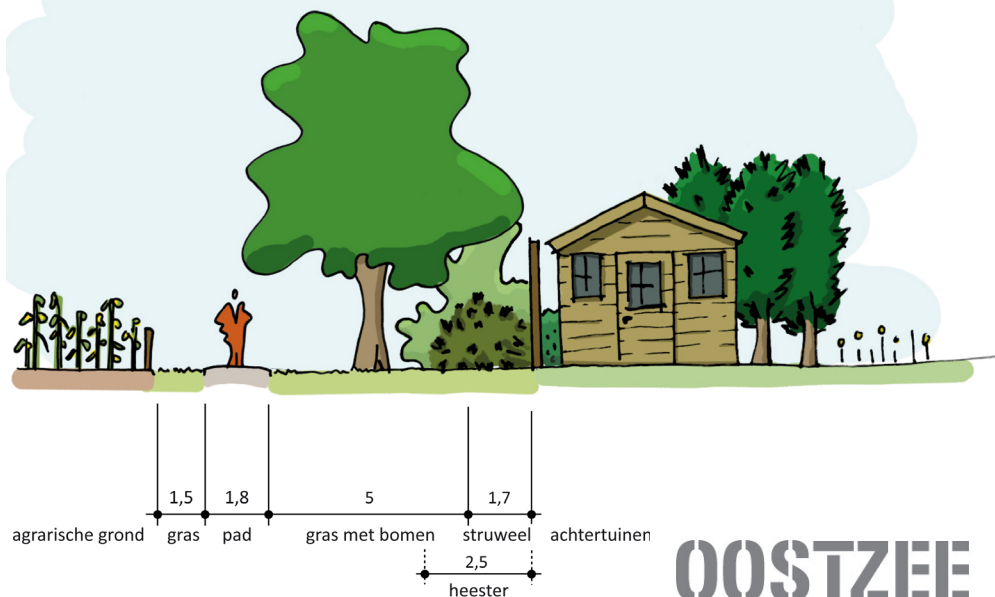 1,5 1,8 5 1,7
agrarische grond gras pad gras met bomen struweel achtertuinen
2,5
heester
OOSTZEE